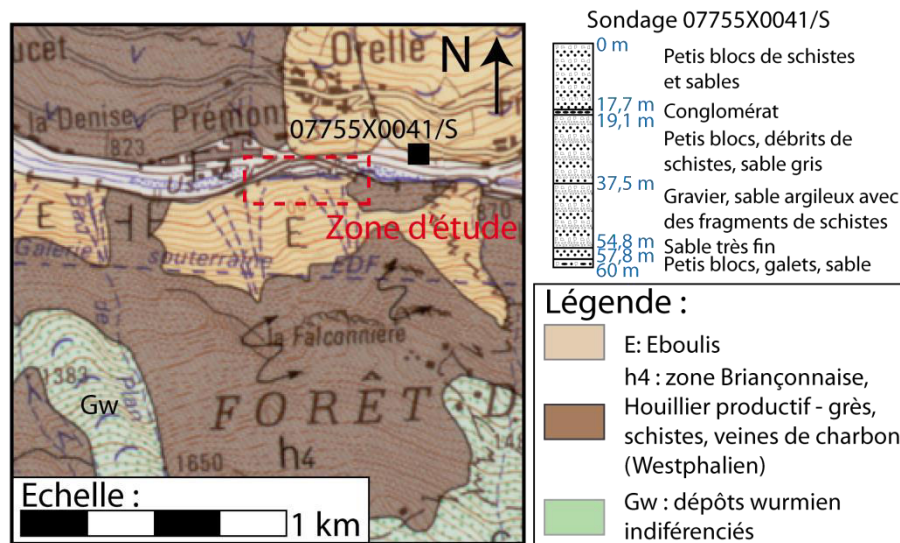 ucet
Orelle
N
la Denise
Prémont
07755X0041/S
823
E
E
Zone d'étude
Galerie
souterraine
EDF
la Falconnière
1383
Gw
FORÊT D
1650
h4
Echelle :
1 km
Sondage 07755X0041/S
0 m
Petis blocs de schistes
et sables
17,7 m
Conglomérat
19,1 m
Petis blocs, débrits de
schistes, sable gris
37,5 m
Gravier, sable argileux avec
des fragments de schistes
54,8 m
Sable très fin
57,8 m
Petis blocs, galets, sable
60 m
Légende :
E: Eboulis
h4 : zone Briançonnaise,
Houillier productif - grès,
schistes, veines de charbon
(Westphalien)
Gw : dépôts wurmien
indiférenciés